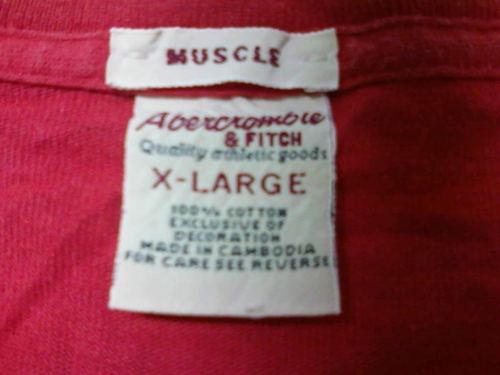 MUSCLE
Abercrombie
& FITCH
Quality athletic goods
X-LARGE
100% COTTON
EXCLUSIVE OF
DECORATION
MADE IN CAMBODIA
FOR CARE SEE REVERSE